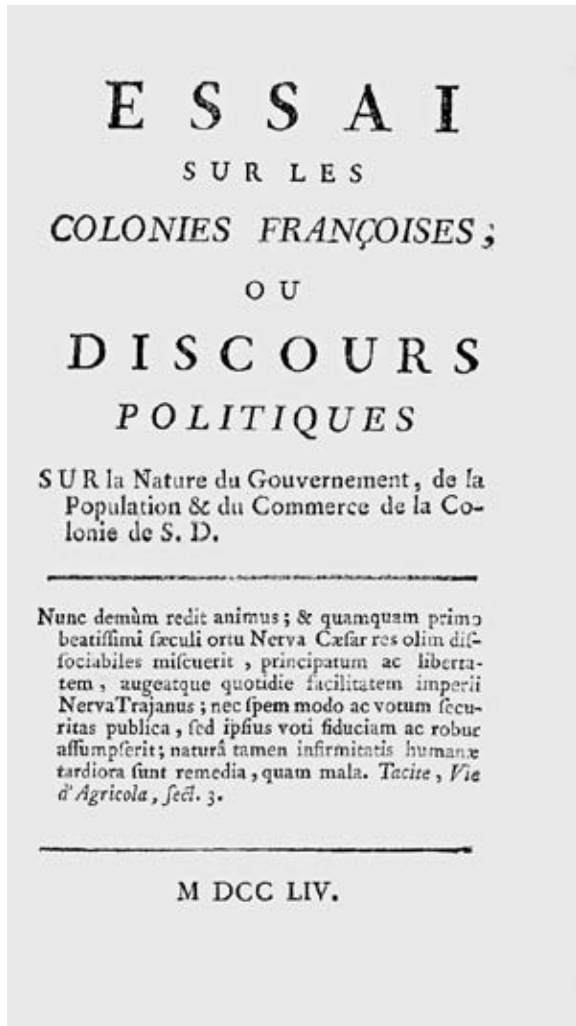 ESSAI
SUR LES
COLONIES FRANÇOISES;
OU
DISCOURS
POLITIQUES
SUR la Nature du Gouvernement, de la
Population & du Commerce de la Co-
lonie de S. D.
Nunc demùm redit animus; & quamquam primo
beatiſſimi ſæculi ortu Nerva Cæſar res olim diſ-
ſociabiles miſcuerit, principatum ac liberta-
tem, augeatque quotidie facilitatem imperii
Nerva Trajanus; nec ſpem modo ac votum ſecu-
ritas publica, ſed ipſius voti fiduciam ac robur
aſſumpſerit; naturâ tamen infirmitatis humanæ
tardiora ſunt remedia, quam mala. Tacite, Vie
d'Agricola, ſect. 3.
M DCC LIV.